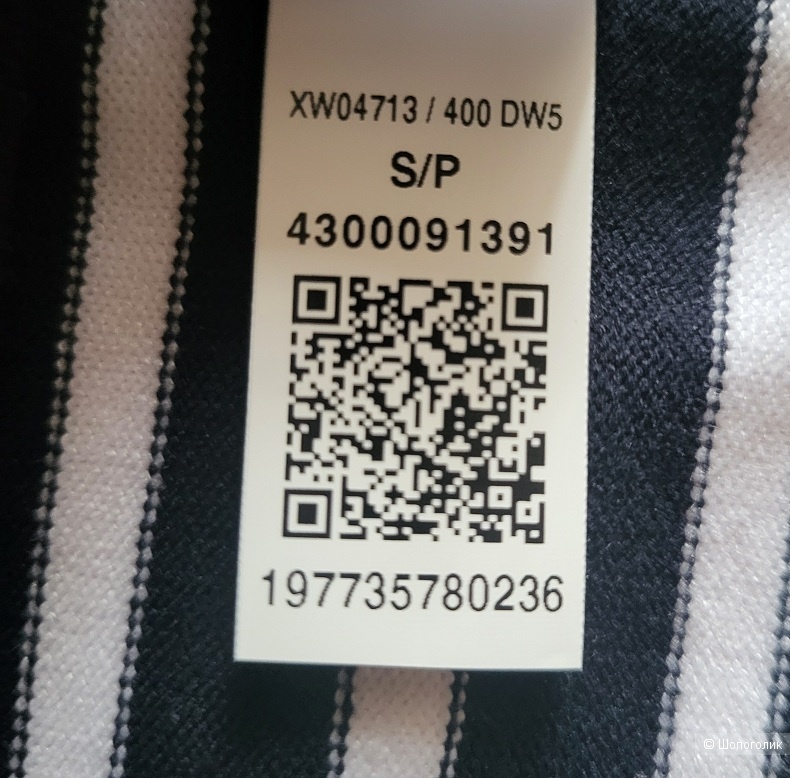 XW04713 / 400 DW5
S/P
4300091391
197735780236
© Шопоголик